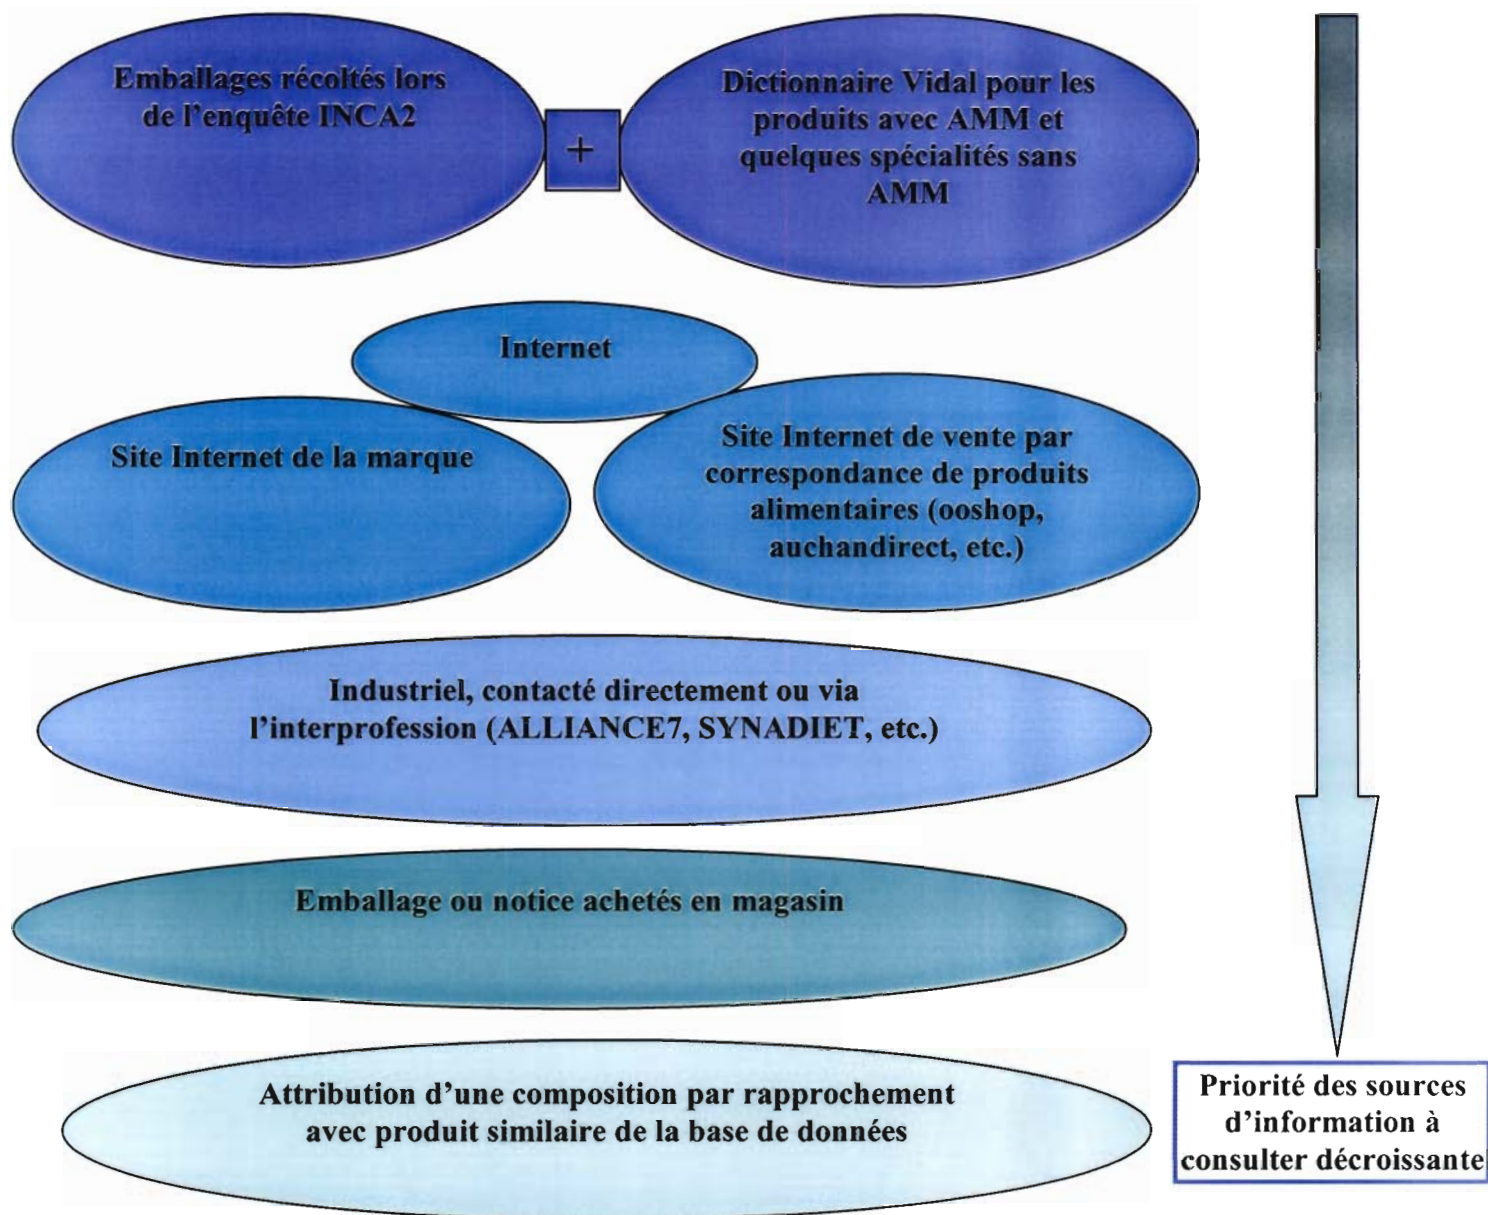 Emballages récoltés lors
de l'enquête INCA2
+
Dictionnaire Vidal pour les
produits avec AMM et
quelques spécialités sans
AMM
Internet
Site Internet de la marque
Site Internet de vente par
correspondance de produits
alimentaires (ooshop,
auchandirect, etc.)
Industriel, contacté directement ou via
l'interprofession (ALLIANCE7, SYNADIET, etc.)
Emballage ou notice achetés en magasin
Attribution d'une composition par rapprochement
avec produit similaire de la base de données
Priorité des sources
d'information à
consulter décroissante